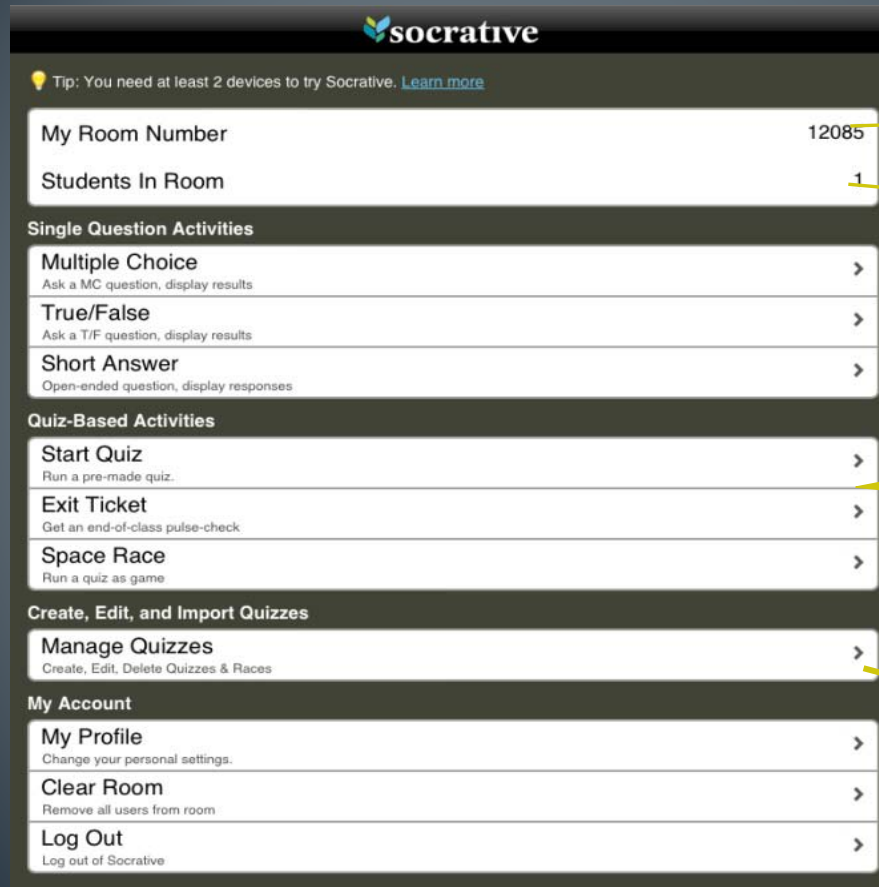 socrative
Tip: You need at least 2 devices to try Socrative. Learn more
My Room Number 12085
Students In Room 1
Single Question Activities
Multiple Choice
Ask a MC question, display results
True/False
Ask a T/F question, display results
Short Answer
Open-ended question, display responses
Quiz-Based Activities
Start Quiz
Run a pre-made quiz.
Exit Ticket
Get an end-of-class pulse-check
Space Race
Run a quiz as game
Create, Edit, and Import Quizzes
Manage Quizzes
Create, Edit, Delete Quizzes & Races
My Account
My Profile
Change your personal settings.
Clear Room
Remove all users from room
Log Out
Log out of Socrative